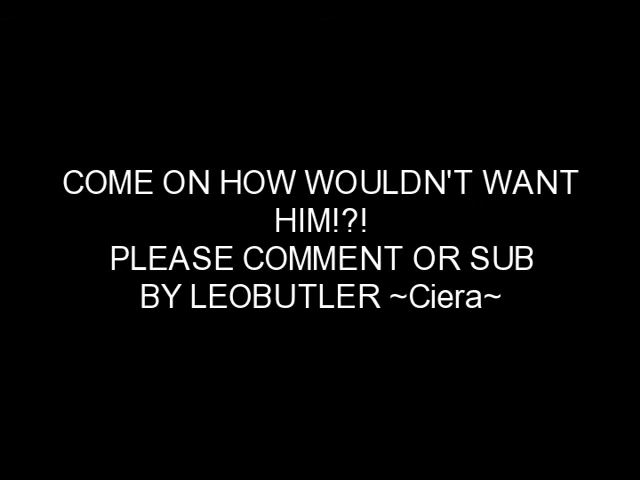 COME ON HOW WOULDN'T WANT
HIM!?!
PLEASE COMMENT OR SUB
BY LEOBUTLER ~Ciera~